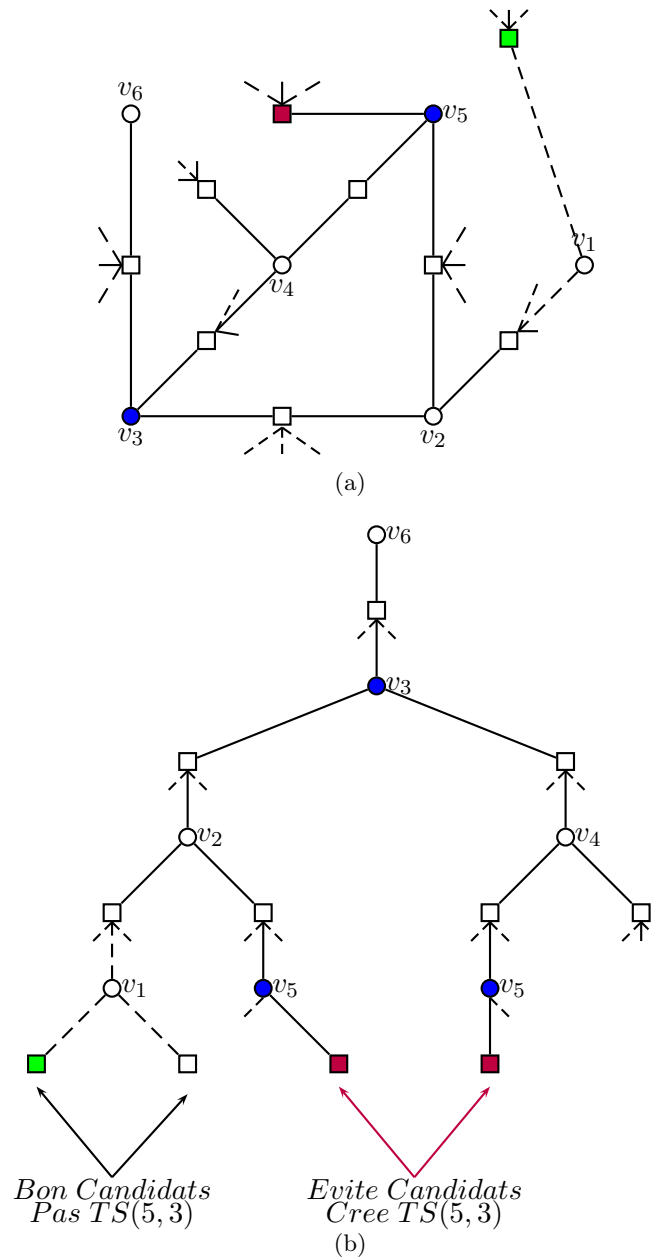 v₆
v₅
v₁
v₄
v₃
v₂
(a)
v₆
v₃
v₂
v₄
v₁
v₅
v₅
Bon Candidats
Pas TS(5, 3)
Evite Candidats
Cree TS(5, 3)
(b)